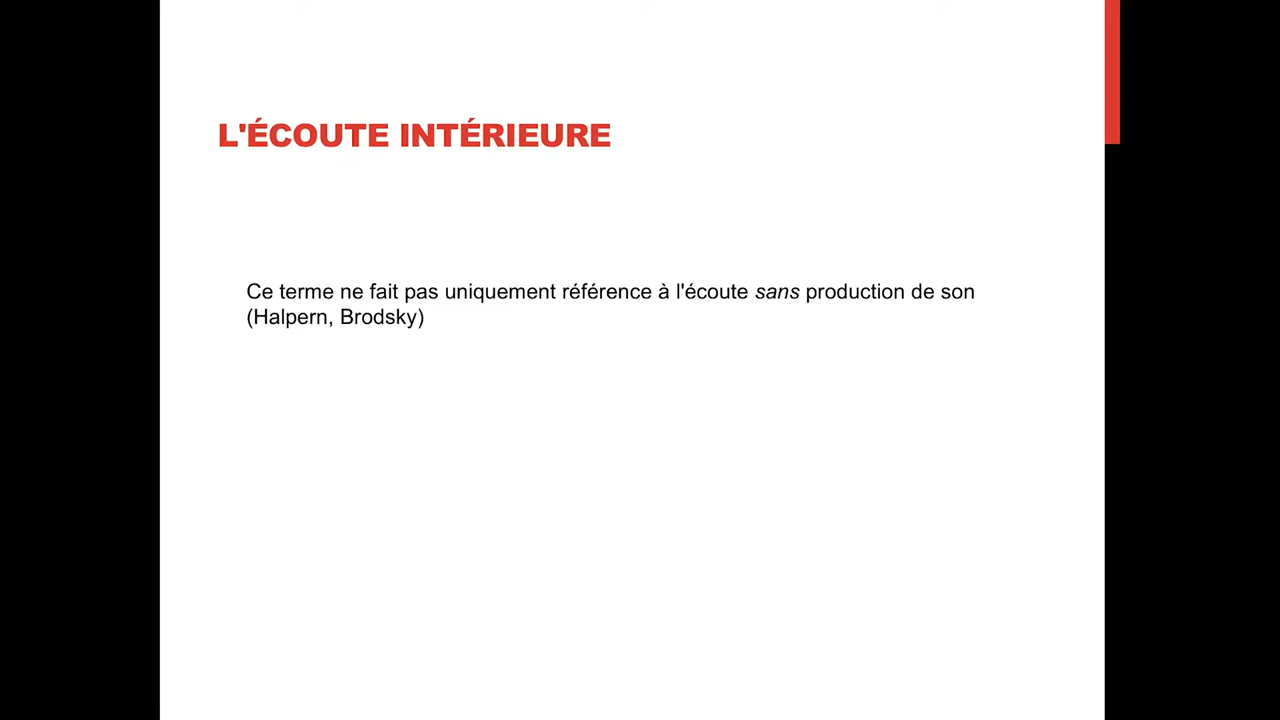 L'ÉCOUTE INTÉRIEURE
Ce terme ne fait pas uniquement référence à l'écoute sans production de son
(Halpern, Brodsky)